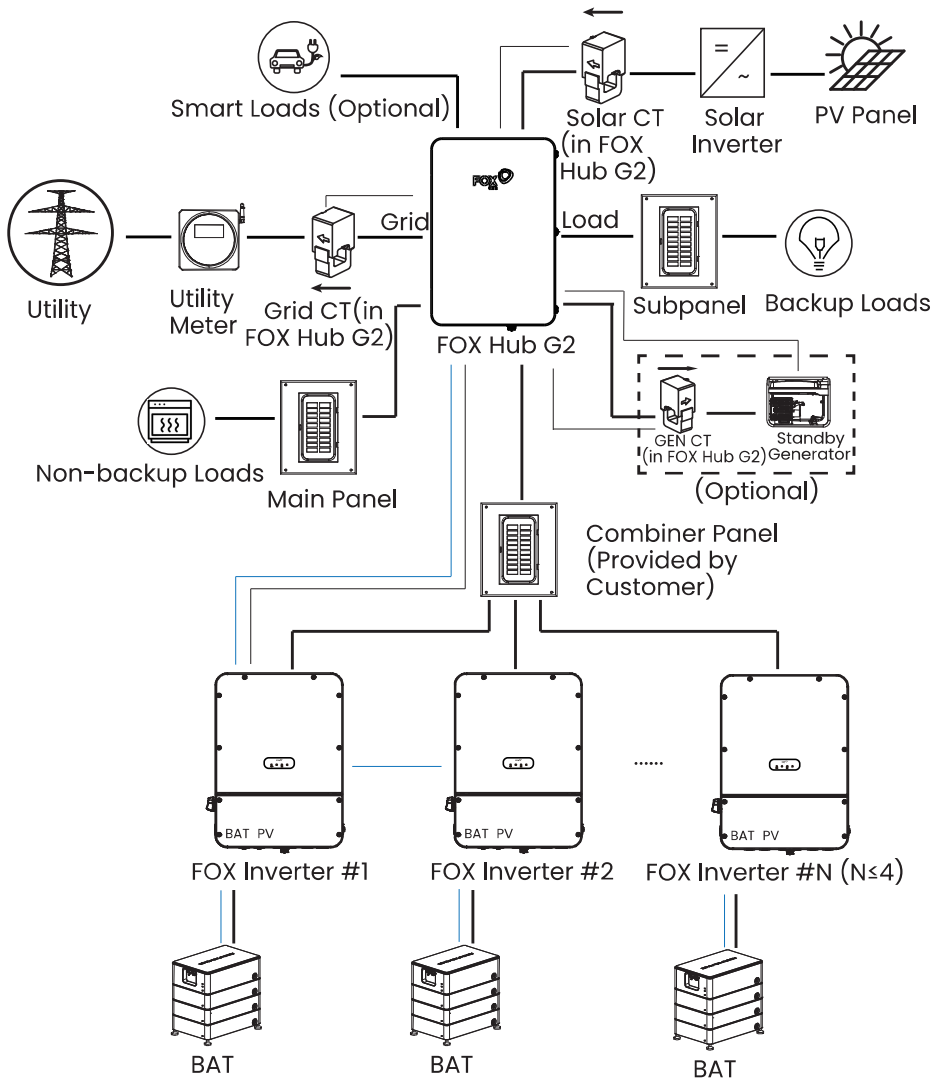 Smart Loads (Optional)
Solar CT
(in FOX
Hub G2)
Solar
Inverter
PV Panel
=
~
FOX
Grid
Load
Utility
Utility
Meter
Grid CT(in
FOX Hub G2)
FOX Hub G2
Subpanel
Backup Loads
GEN CT
(in FOX Hub G2)
Standby
Generator
(Optional)
Non-backup Loads
Main Panel
Combiner Panel
(Provided by
Customer)
......
BAT PV
BAT PV
BAT PV
FOX Inverter #1
FOX Inverter #2
FOX Inverter #N (N≤4)
BAT
BAT
BAT